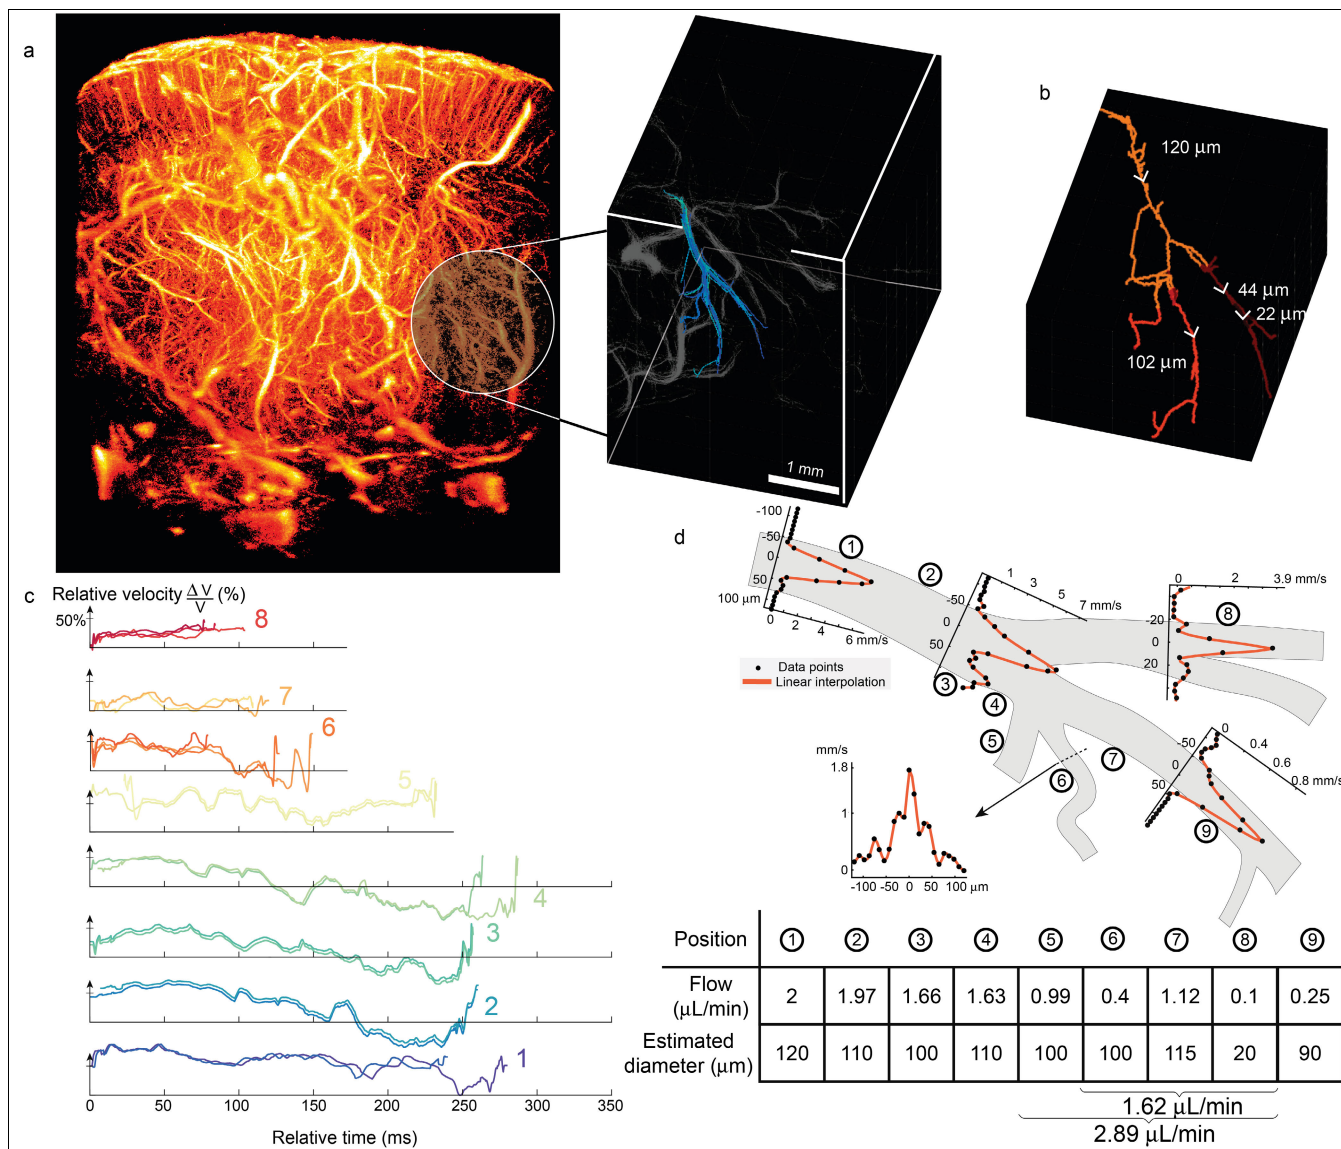 a
1 mm
b
120 µm
44 µm
22 µm
102 µm
c
Relative velocity ΔV/V (%)
50%
8
7
6
5
4
3
2
1
0 50 100 150 200 250 300 350
Relative time (ms)
d
-100
-50
0
50
100 µm
0 2 4 6 mm/s
① ②
-50
0
50
1 3 5 7 mm/s
③ ④ ⑤ ⑥ ⑦
0 2 3.9 mm/s
-20
0
20
⑧
-50
0
50
0 0.4 0.6 0.8 mm/s
⑨
Data points
Linear interpolation
mm/s
1.8
1
0
-100 -50 0 50 100 µm
Position ① ② ③ ④ ⑤ ⑥ ⑦ ⑧ ⑨
Flow (µL/min) 2 1.97 1.66 1.63 0.99 0.4 1.12 0.1 0.25
Estimated diameter (µm) 120 110 100 110 100 100 115 20 90
1.62 µL/min
2.89 µL/min